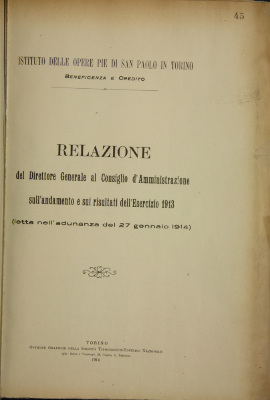 45
ISTITUTO DELLE OPERE PIE DI SAN PAOLO IN TORINO
BENEFICENZA E CREDITO
RELAZIONE
del Direttore Generale al Consiglio d'Amministrazione
sull'andamento e sui risultati dell'Esercizio 1913
(letta nell'adunanza del 27 gennaio 1914)
TORINO
1914